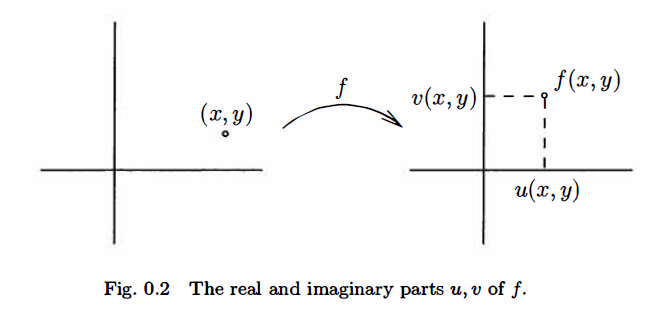 f
(x, y)
v(x, y)
f(x, y)
u(x, y)
Fig. 0.2 The real and imaginary parts u, v of f.